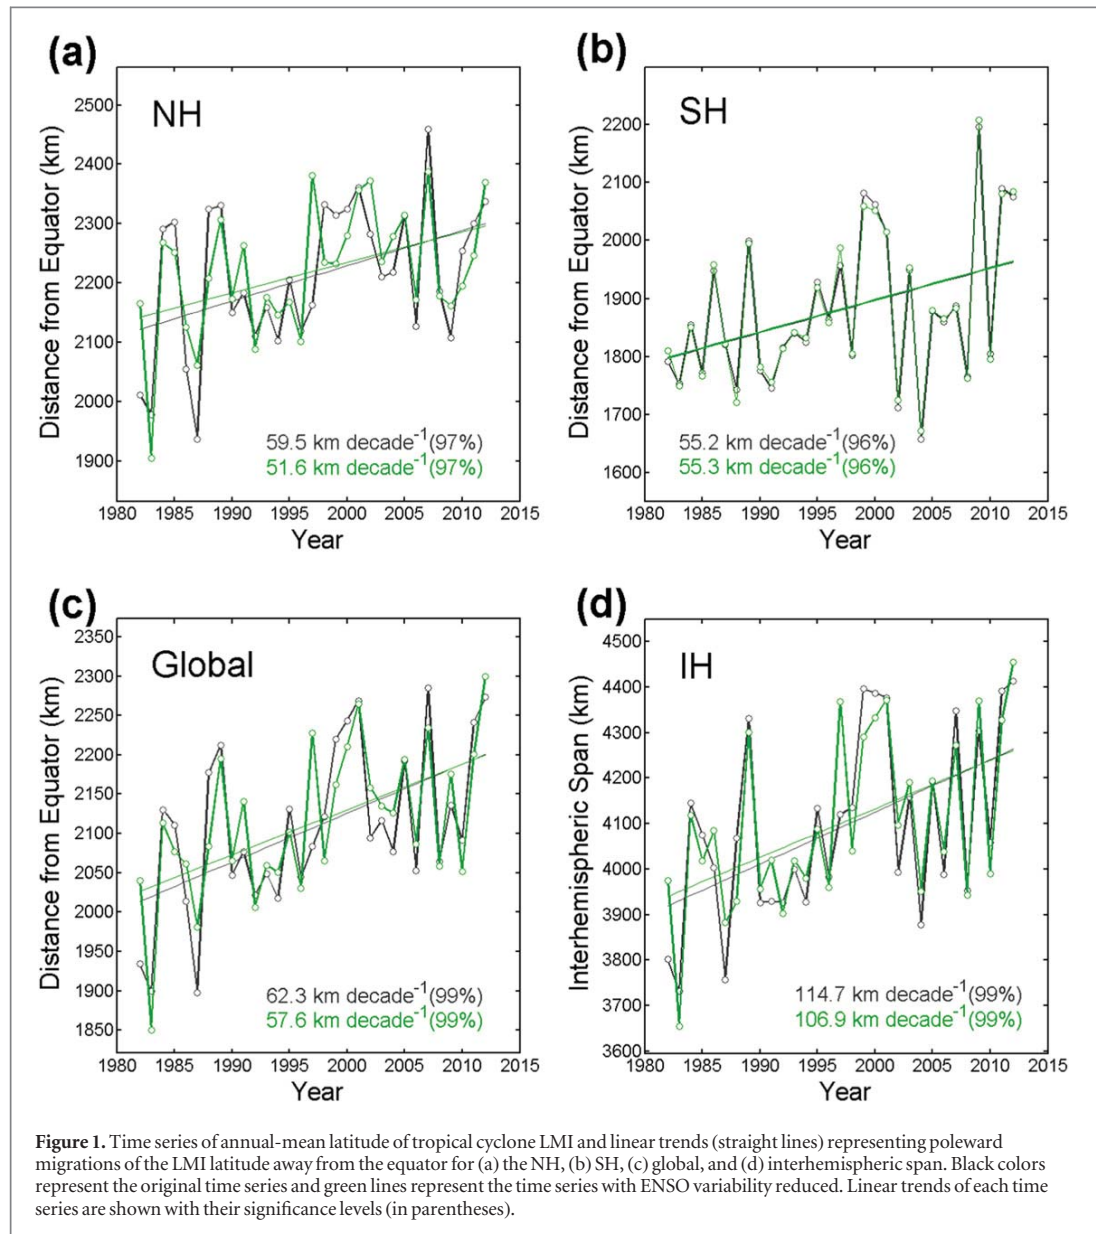 (a)
NH
Distance from Equator (km)
2500
2400
2300
2200
2100
2000
1900
59.5 km decade-1(97%)
51.6 km decade-1(97%)
1980 1985 1990 1995 2000 2005 2010 2015
Year
(b)
SH
Distance from Equator (km)
2200
2100
2000
1900
1800
1700
1600
55.2 km decade-1(96%)
55.3 km decade-1(96%)
1980 1985 1990 1995 2000 2005 2010 2015
Year
(c)
Global
Distance from Equator (km)
2350
2300
2250
2200
2150
2100
2050
2000
1950
1900
1850
62.3 km decade-1(99%)
57.6 km decade-1(99%)
1980 1985 1990 1995 2000 2005 2010 2015
Year
(d)
IH
Interhemispheric Span (km)
4500
4400
4300
4200
4100
4000
3900
3800
3700
3600
114.7 km decade-1(99%)
106.9 km decade-1(99%)
1980 1985 1990 1995 2000 2005 2010 2015
Year
Figure 1. Time series of annual-mean latitude of tropical cyclone LMI and linear trends (straight lines) representing poleward
migrations of the LMI latitude away from the equator for (a) the NH, (b) SH, (c) global, and (d) interhemispheric span. Black colors
represent the original time series and green lines represent the time series with ENSO variability reduced. Linear trends of each time
series are shown with their significance levels (in parentheses).